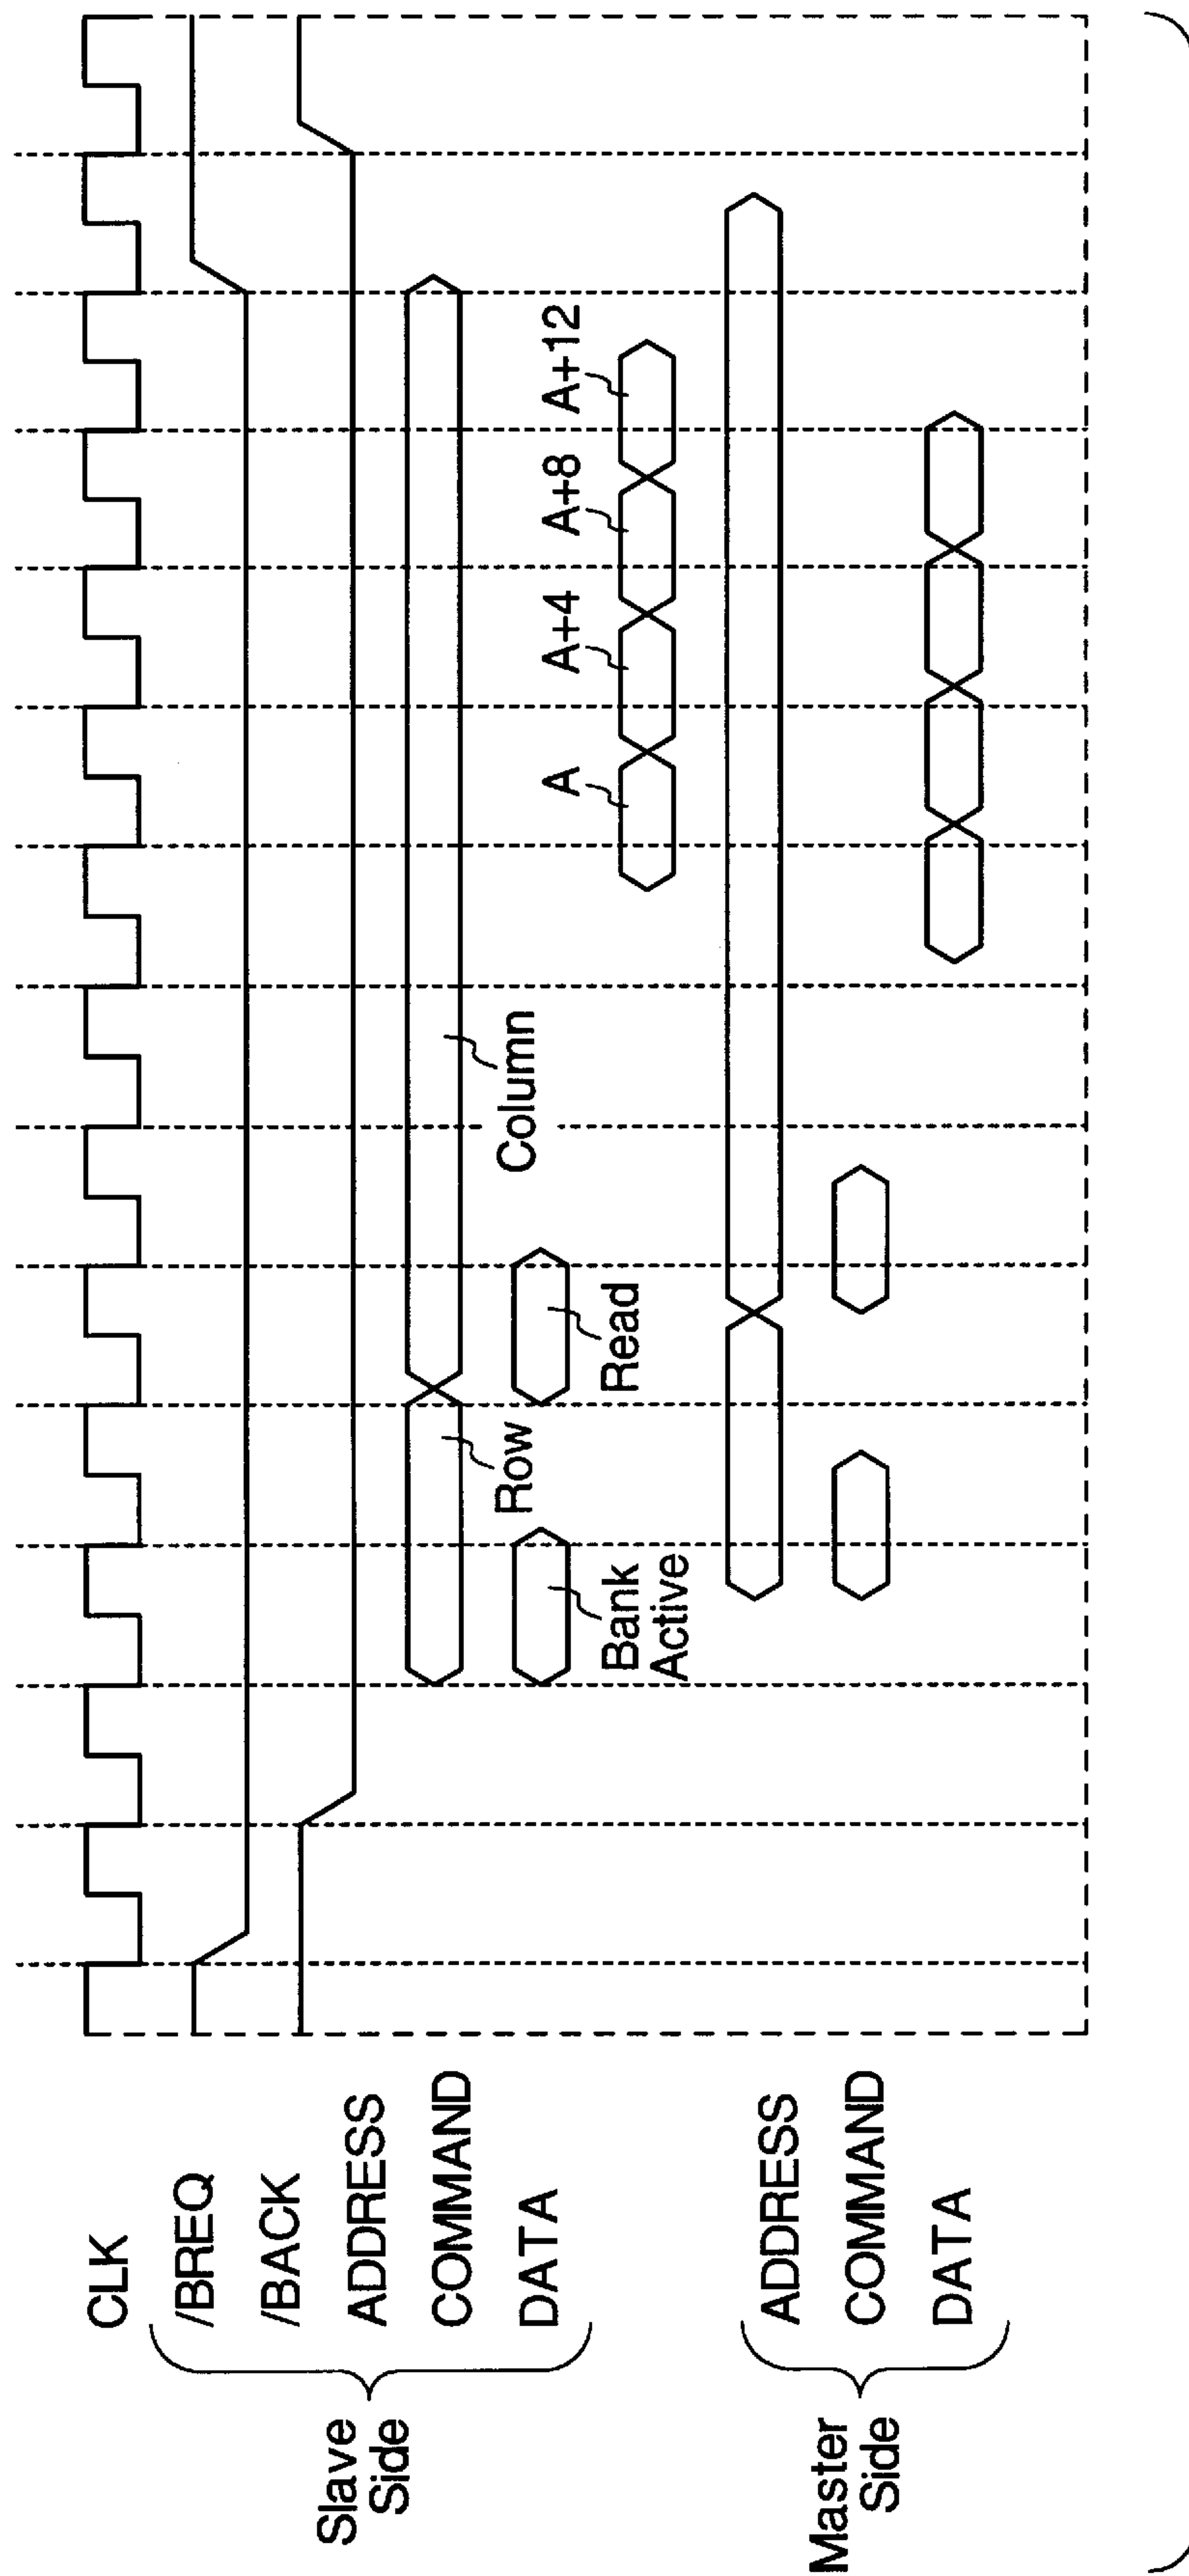 CLK
/BREQ
/BACK
ADDRESS
COMMAND
DATA
Slave
Side
ADDRESS
COMMAND
DATA
Master
Side
Row
Column
Bank
Active
Read
A
A+4
A+8
A+12